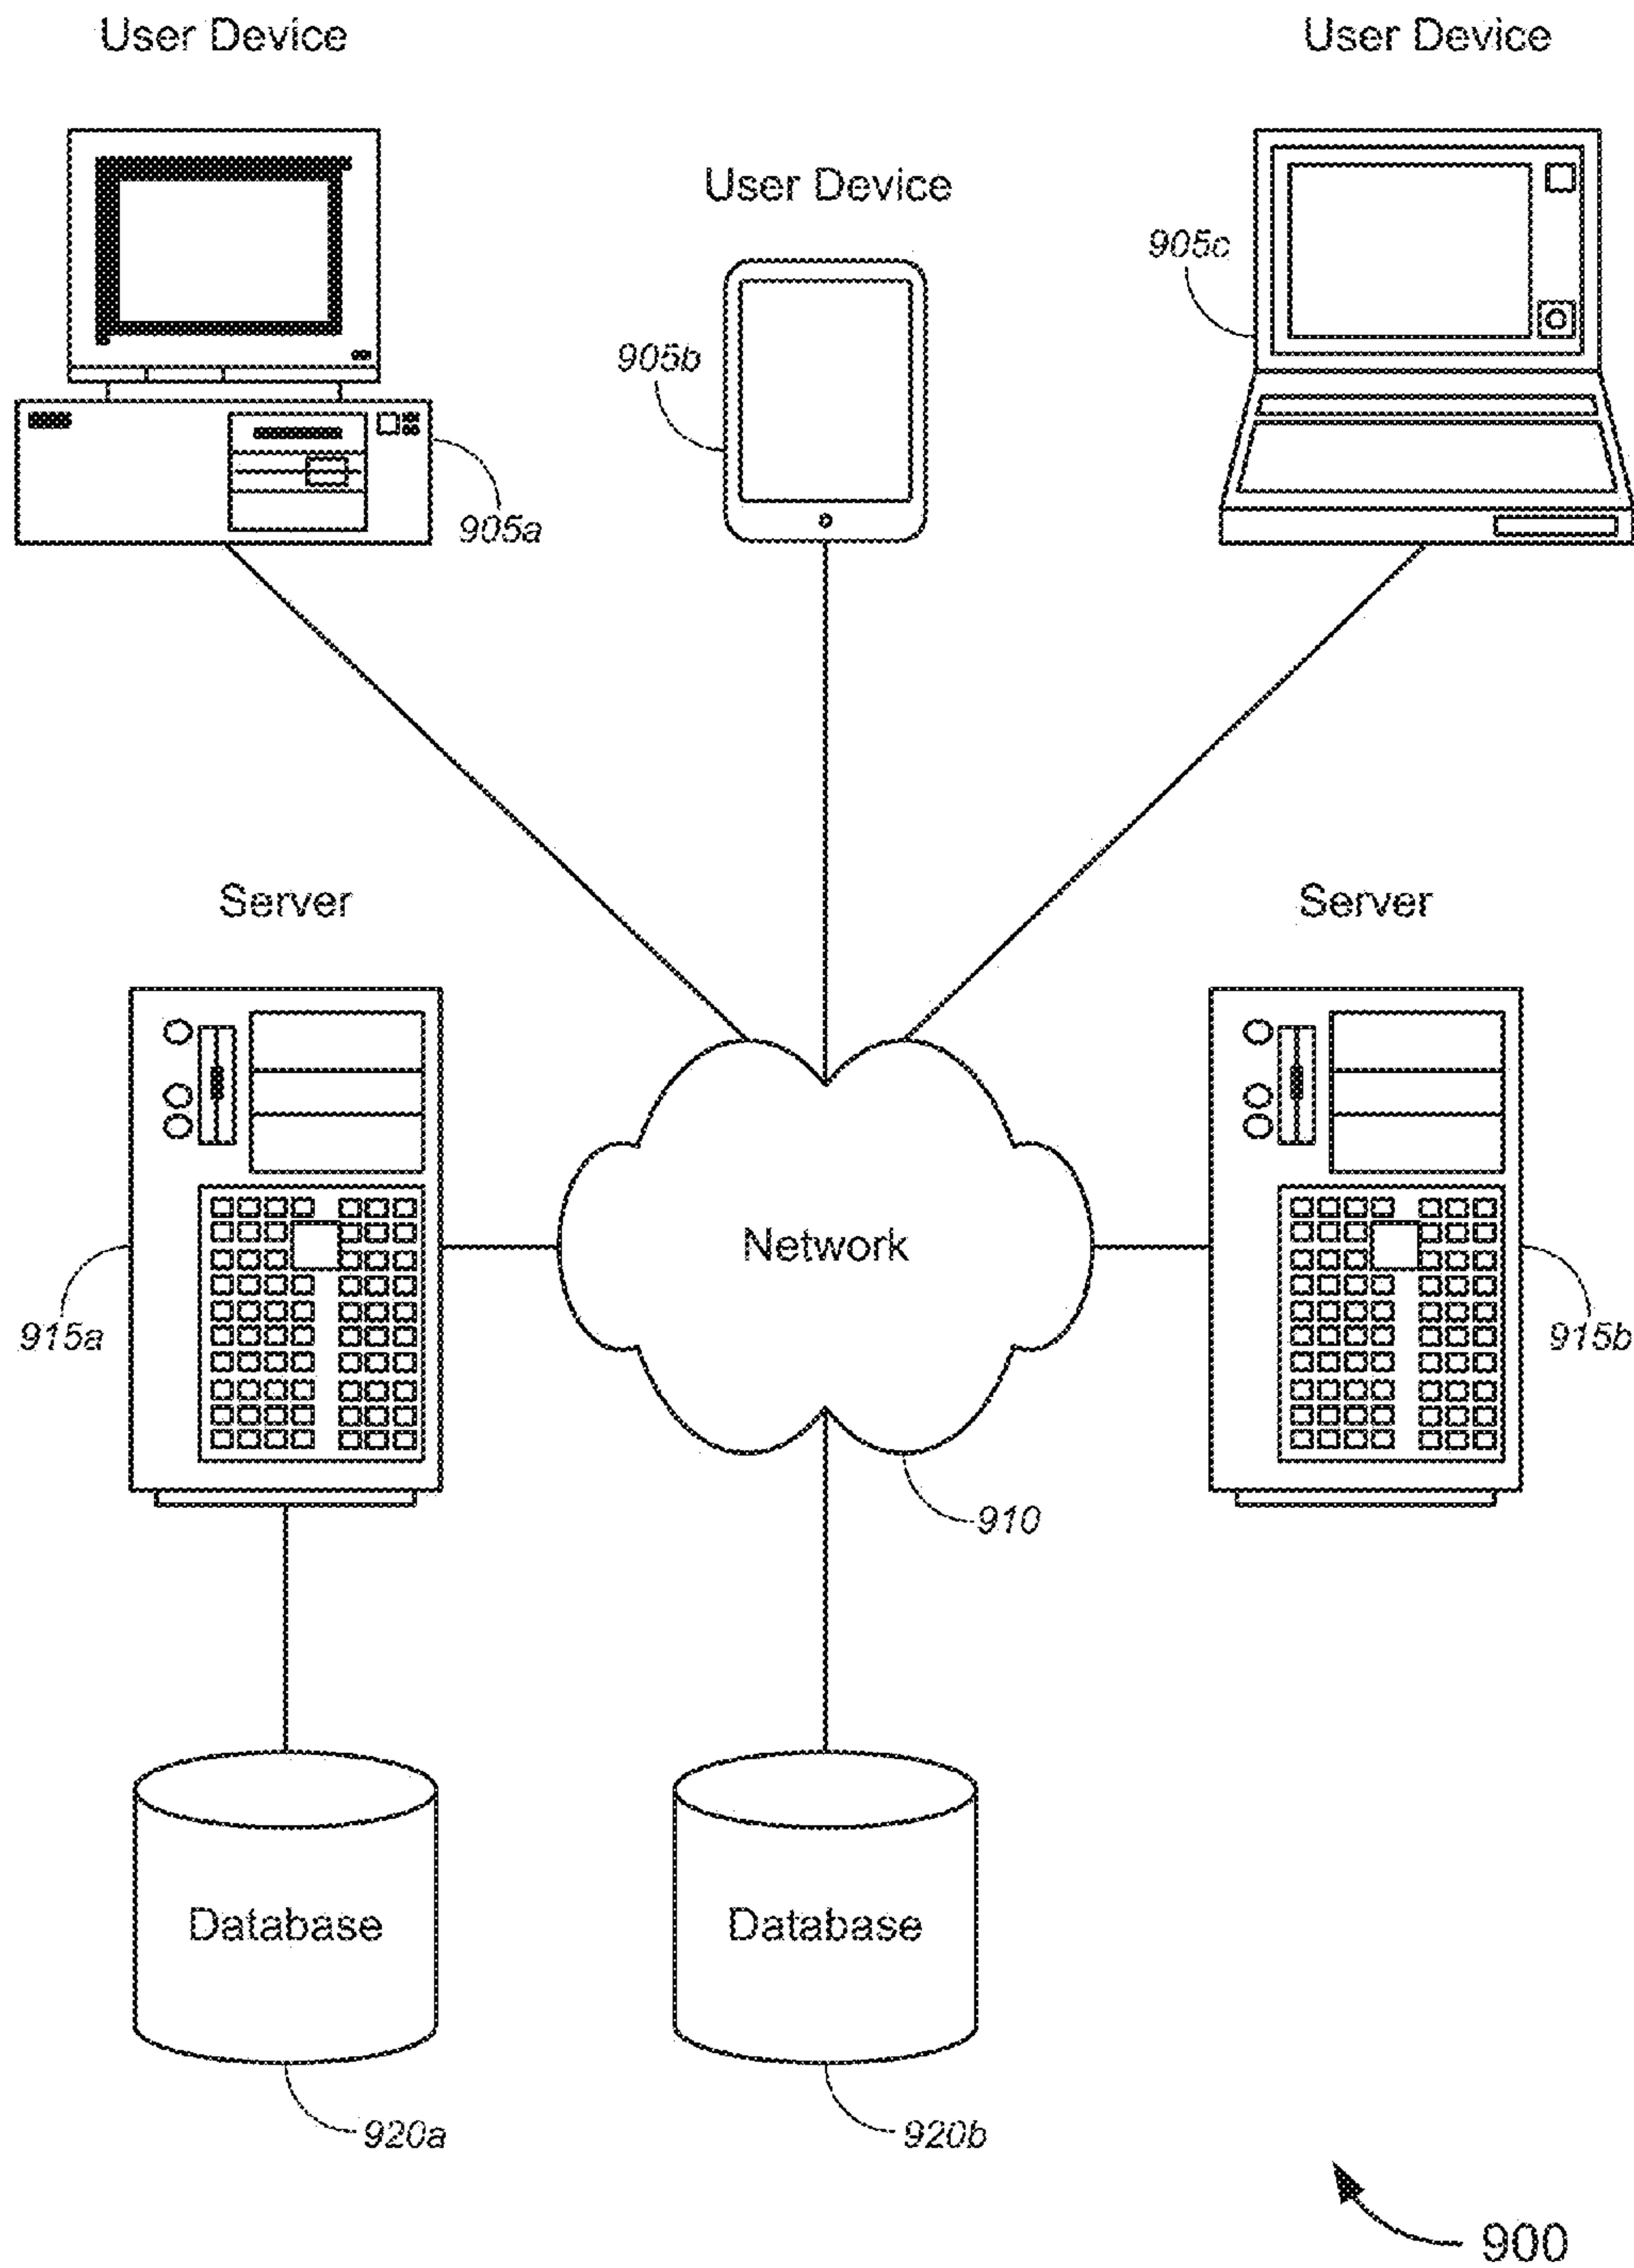 User Device
User Device
User Device
905c
905b
905a
Server
Server
Network
915a
915b
910
Database
Database
920a
920b
900